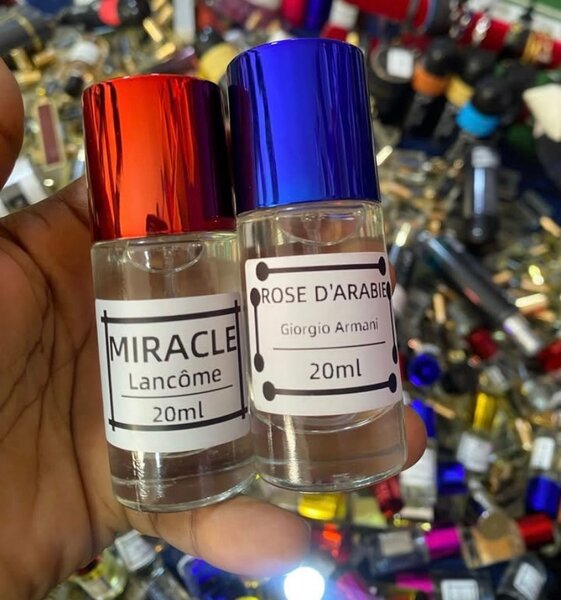 MIRACLE
Lancôme
20ml
ROSE D'ARABIE
Giorgio Armani
20ml